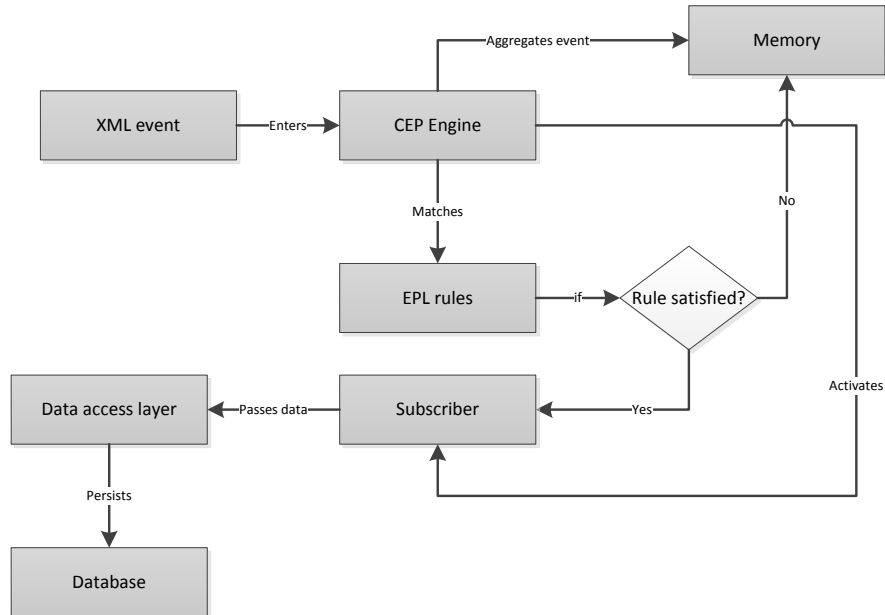 Aggregates event
Memory
XML event
Enters
CEP Engine
No
Matches
EPL rules
if
Rule satisfied?
Activates
Data access layer
Passes data
Subscriber
Yes
Persists
Database